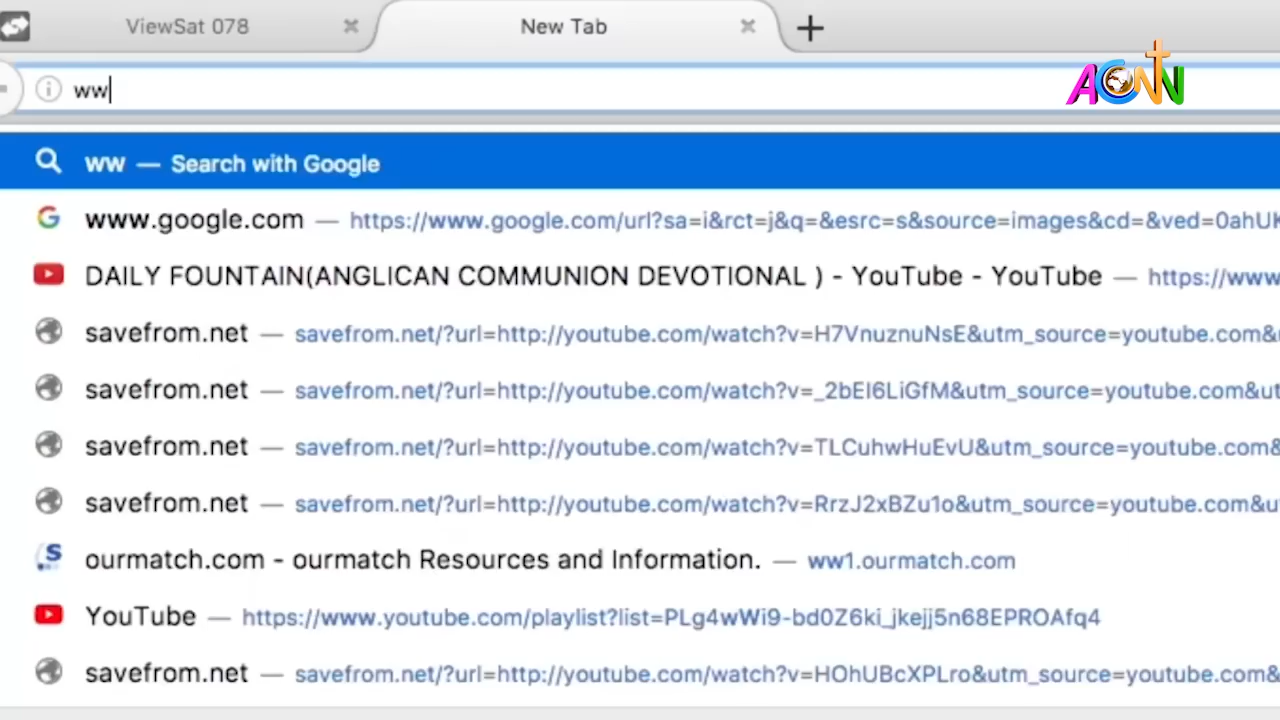 ViewSat 078
New Tab
ww
ACNN
ww — Search with Google
www.google.com — https://www.google.com/url?sa=i&rct=j&q=&esrc=s&source=images&cd=&ved=0ahUK
DAILY FOUNTAIN(ANGLICAN COMMUNION DEVOTIONAL ) - YouTube - YouTube — https://www
savefrom.net — savefrom.net/?url=http://youtube.com/watch?v=H7VnuznuNsE&utm_source=youtube.com&u
savefrom.net — savefrom.net/?url=http://youtube.com/watch?v=_2bEI6LiGfM&utm_source=youtube.com&ut
savefrom.net — savefrom.net/?url=http://youtube.com/watch?v=TLCuhwHuEvU&utm_source=youtube.com&
savefrom.net — savefrom.net/?url=http://youtube.com/watch?v=RrzJ2xBZu1o&utm_source=youtube.com&u
ourmatch.com - ourmatch Resources and Information. — ww1.ourmatch.com
YouTube — https://www.youtube.com/playlist?list=PLg4wWi9-bd0Z6ki_jkejj5n68EPROAfq4
savefrom.net — savefrom.net/?url=http://youtube.com/watch?v=HOhUBcXPLro&utm_source=youtube.com&